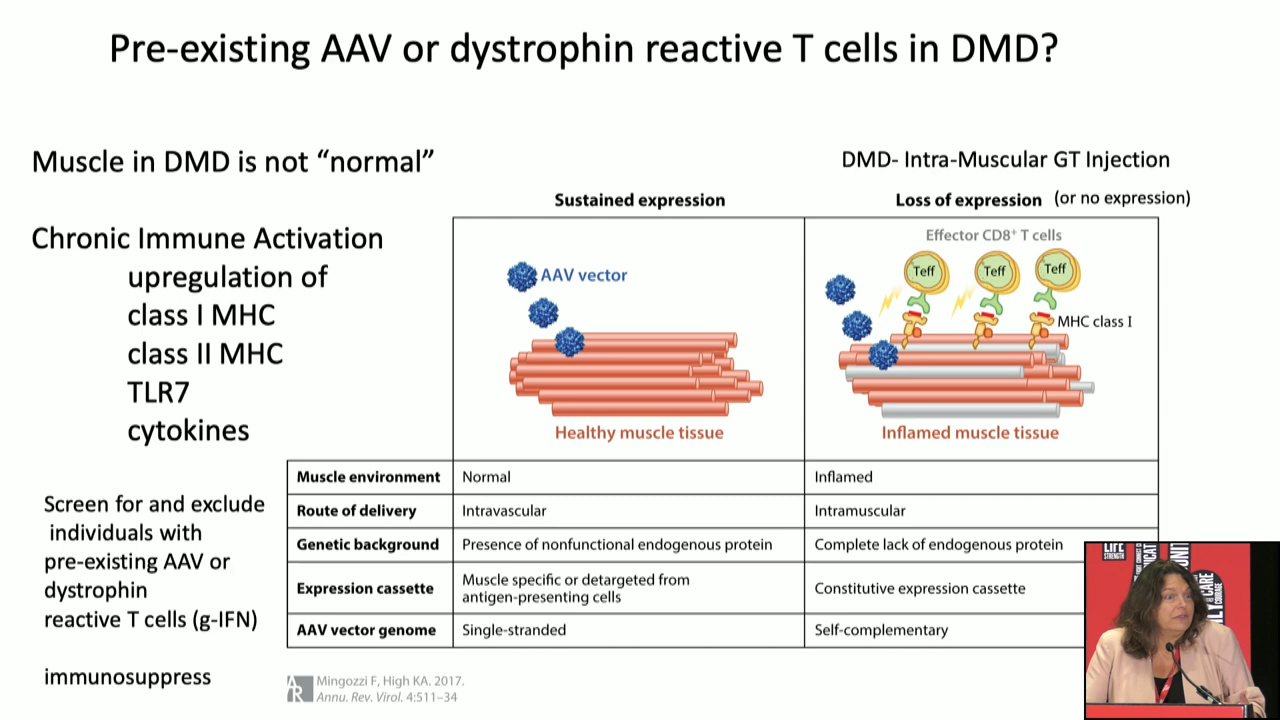 Pre-existing AAV or dystrophin reactive T cells in DMD?
Muscle in DMD is not “normal”
Chronic Immune Activation
upregulation of
class I MHC
class II MHC
TLR7
cytokines
Screen for and exclude
individuals with
pre-existing AAV or
dystrophin
reactive T cells (g-IFN)
immunosuppress
DMD- Intra-Muscular GT Injection
Sustained expression
Loss of expression (or no expression)
AAV vector
Healthy muscle tissue
Effector CD8⁺ T cells
Teff Teff Teff
MHC class I
Inflamed muscle tissue
Muscle environment Normal Inflamed
Route of delivery Intravascular Intramuscular
Genetic background Presence of nonfunctional endogenous protein Complete lack of endogenous protein
Expression cassette Muscle specific or detargeted from
antigen-presenting cells Constitutive expression cassette
AAV vector genome Single-stranded Self-complementary
AR Mingozzi F, High KA. 2017.
Annu. Rev. Virol. 4:511–34
LIFE
STRENGTH
CARE
COURAGE